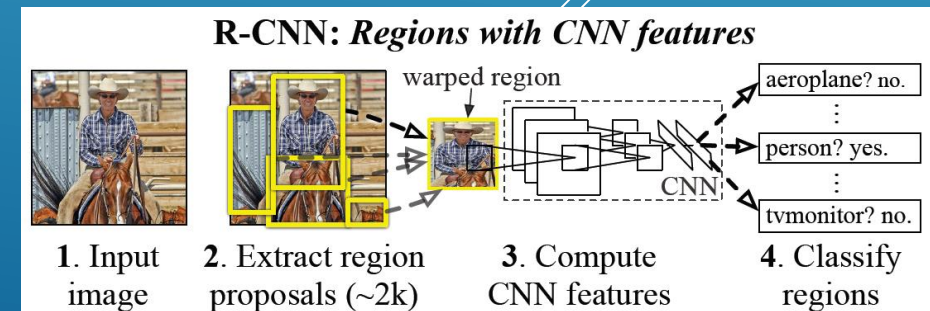 R-CNN: Regions with CNN features
warped region
aeroplane? no.
person? yes.
tvmonitor? no.
CNN
1. Input
image
2. Extract region
proposals (~2k)
3. Compute
CNN features
4. Classify
regions